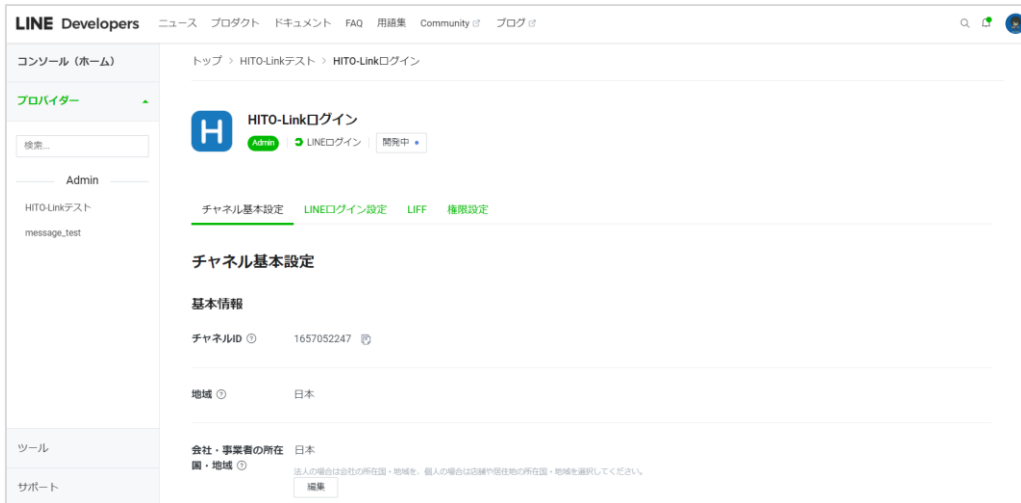 LINE Developers ニュース プロダクト ドキュメント FAQ 用語集 Community ブログ
コンソール（ホーム）
プロバイダー
検索...
Admin
HITO-Linkテスト
message_test
ツール
サポート
トップ > HITO-Linkテスト > HITO-Linkログイン
H
HITO-Linkログイン
Admin LINEログイン 開発中
チャネル基本設定 LINEログイン設定 LIFF 権限設定
チャネル基本設定
基本情報
チャネルID ? 1657052247
地域 ? 日本
会社・事業者の所在国・地域 ? 日本
法人の場合は会社の所在国・地域を、個人の場合は店舗や居住地の所在国・地域を選択してください。
編集